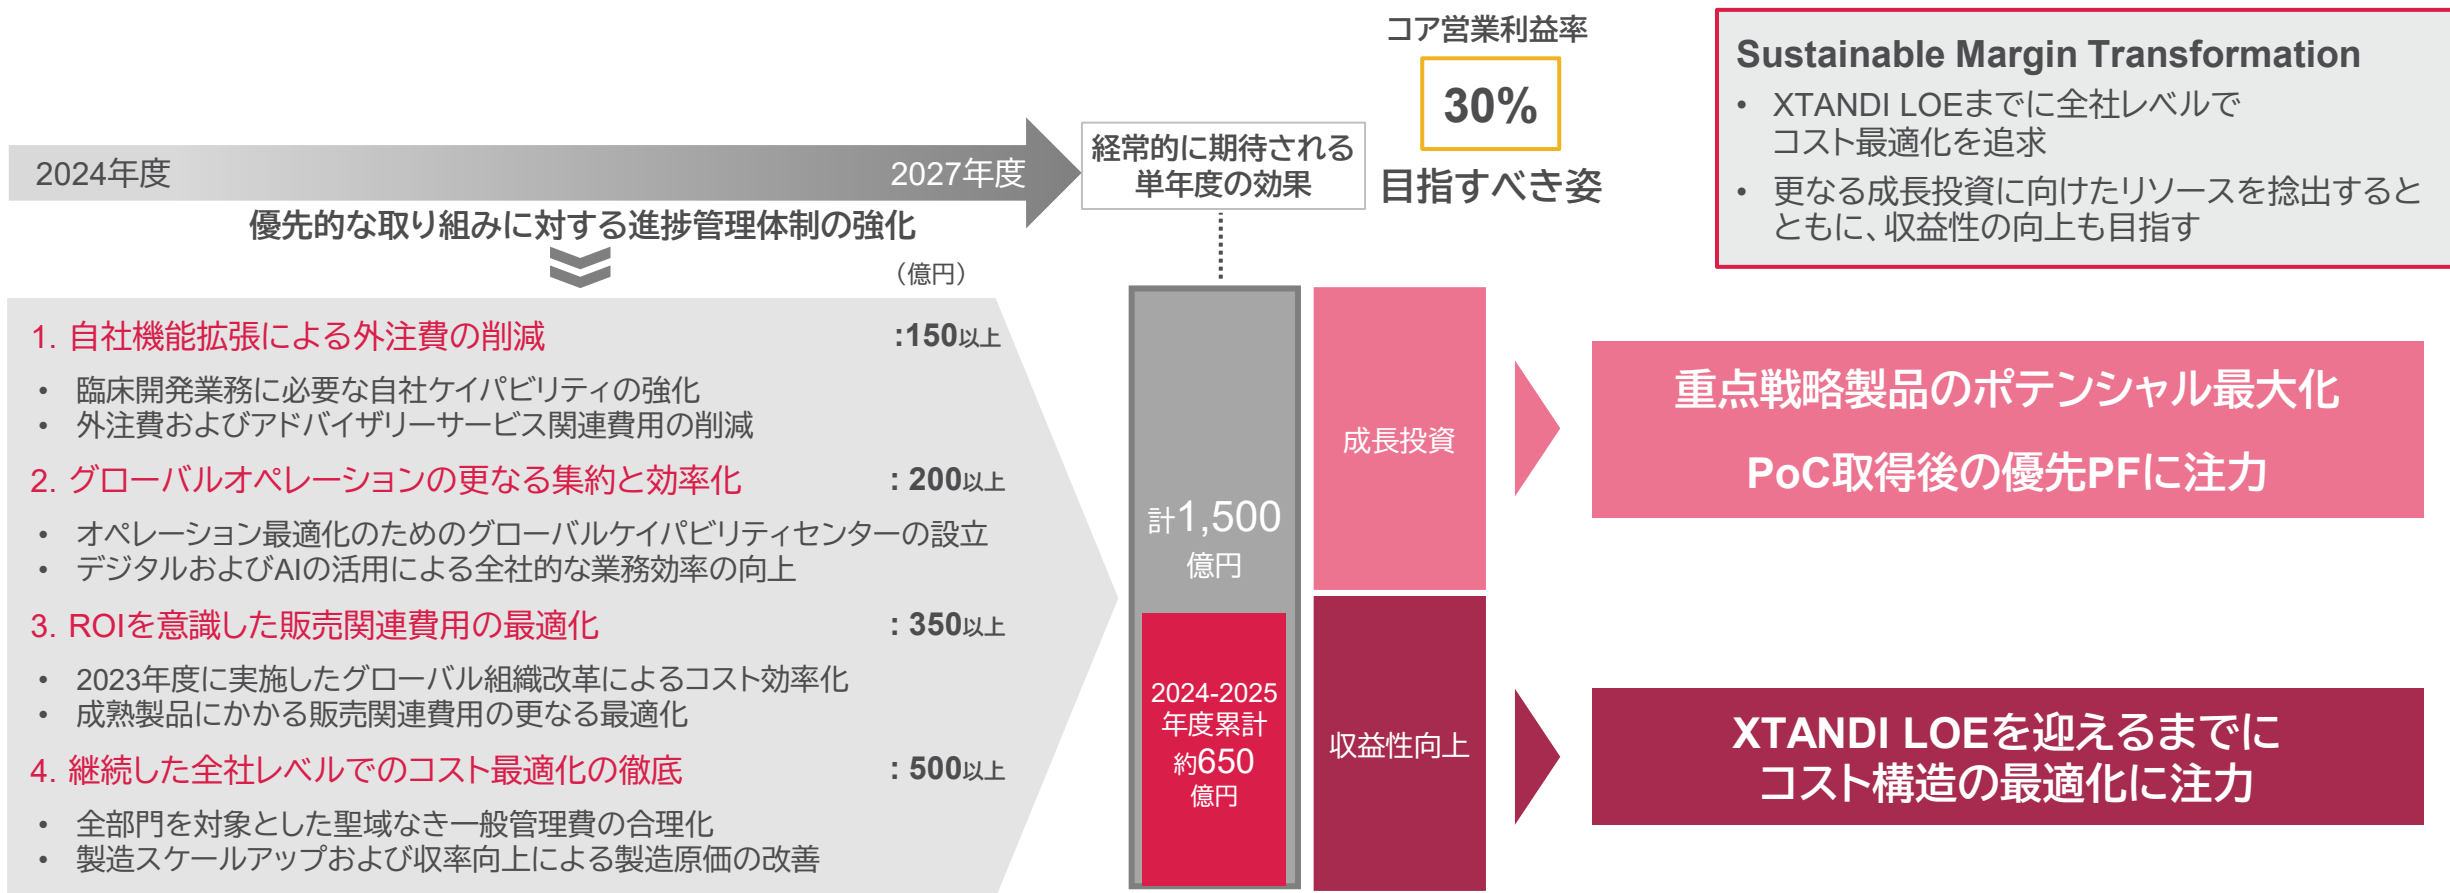 コア営業利益率
30%
目指すべき姿
Sustainable Margin Transformation
• XTANDI LOEまでに全社レベルで
コスト最適化を追求
• 更なる成長投資に向けたリソースを捻出すると
ともに、収益性の向上も目指す
2024年度
2027年度
経常的に期待される
単年度の効果
優先的な取り組みに対する進捗管理体制の強化
（億円）
1. 自社機能拡張による外注費の削減 :150以上
• 臨床開発業務に必要な自社ケイパビリティの強化
• 外注費およびアドバイザリーサービス関連費用の削減
2. グローバルオペレーションの更なる集約と効率化 : 200以上
• オペレーション最適化のためのグローバルケイパビリティセンターの設立
• デジタルおよびAIの活用による全社的な業務効率の向上
3. ROIを意識した販売関連費用の最適化 : 350以上
• 2023年度に実施したグローバル組織改革によるコスト効率化
• 成熟製品にかかる販売関連費用の更なる最適化
4. 継続した全社レベルでのコスト最適化の徹底 : 500以上
• 全部門を対象とした聖域なき一般管理費の合理化
• 製造スケールアップおよび収率向上による製造原価の改善
計1,500
億円
2024-2025
年度累計
約650
億円
成長投資
収益性向上
重点戦略製品のポテンシャル最大化
PoC取得後の優先PFに注力
XTANDI LOEを迎えるまでに
コスト構造の最適化に注力